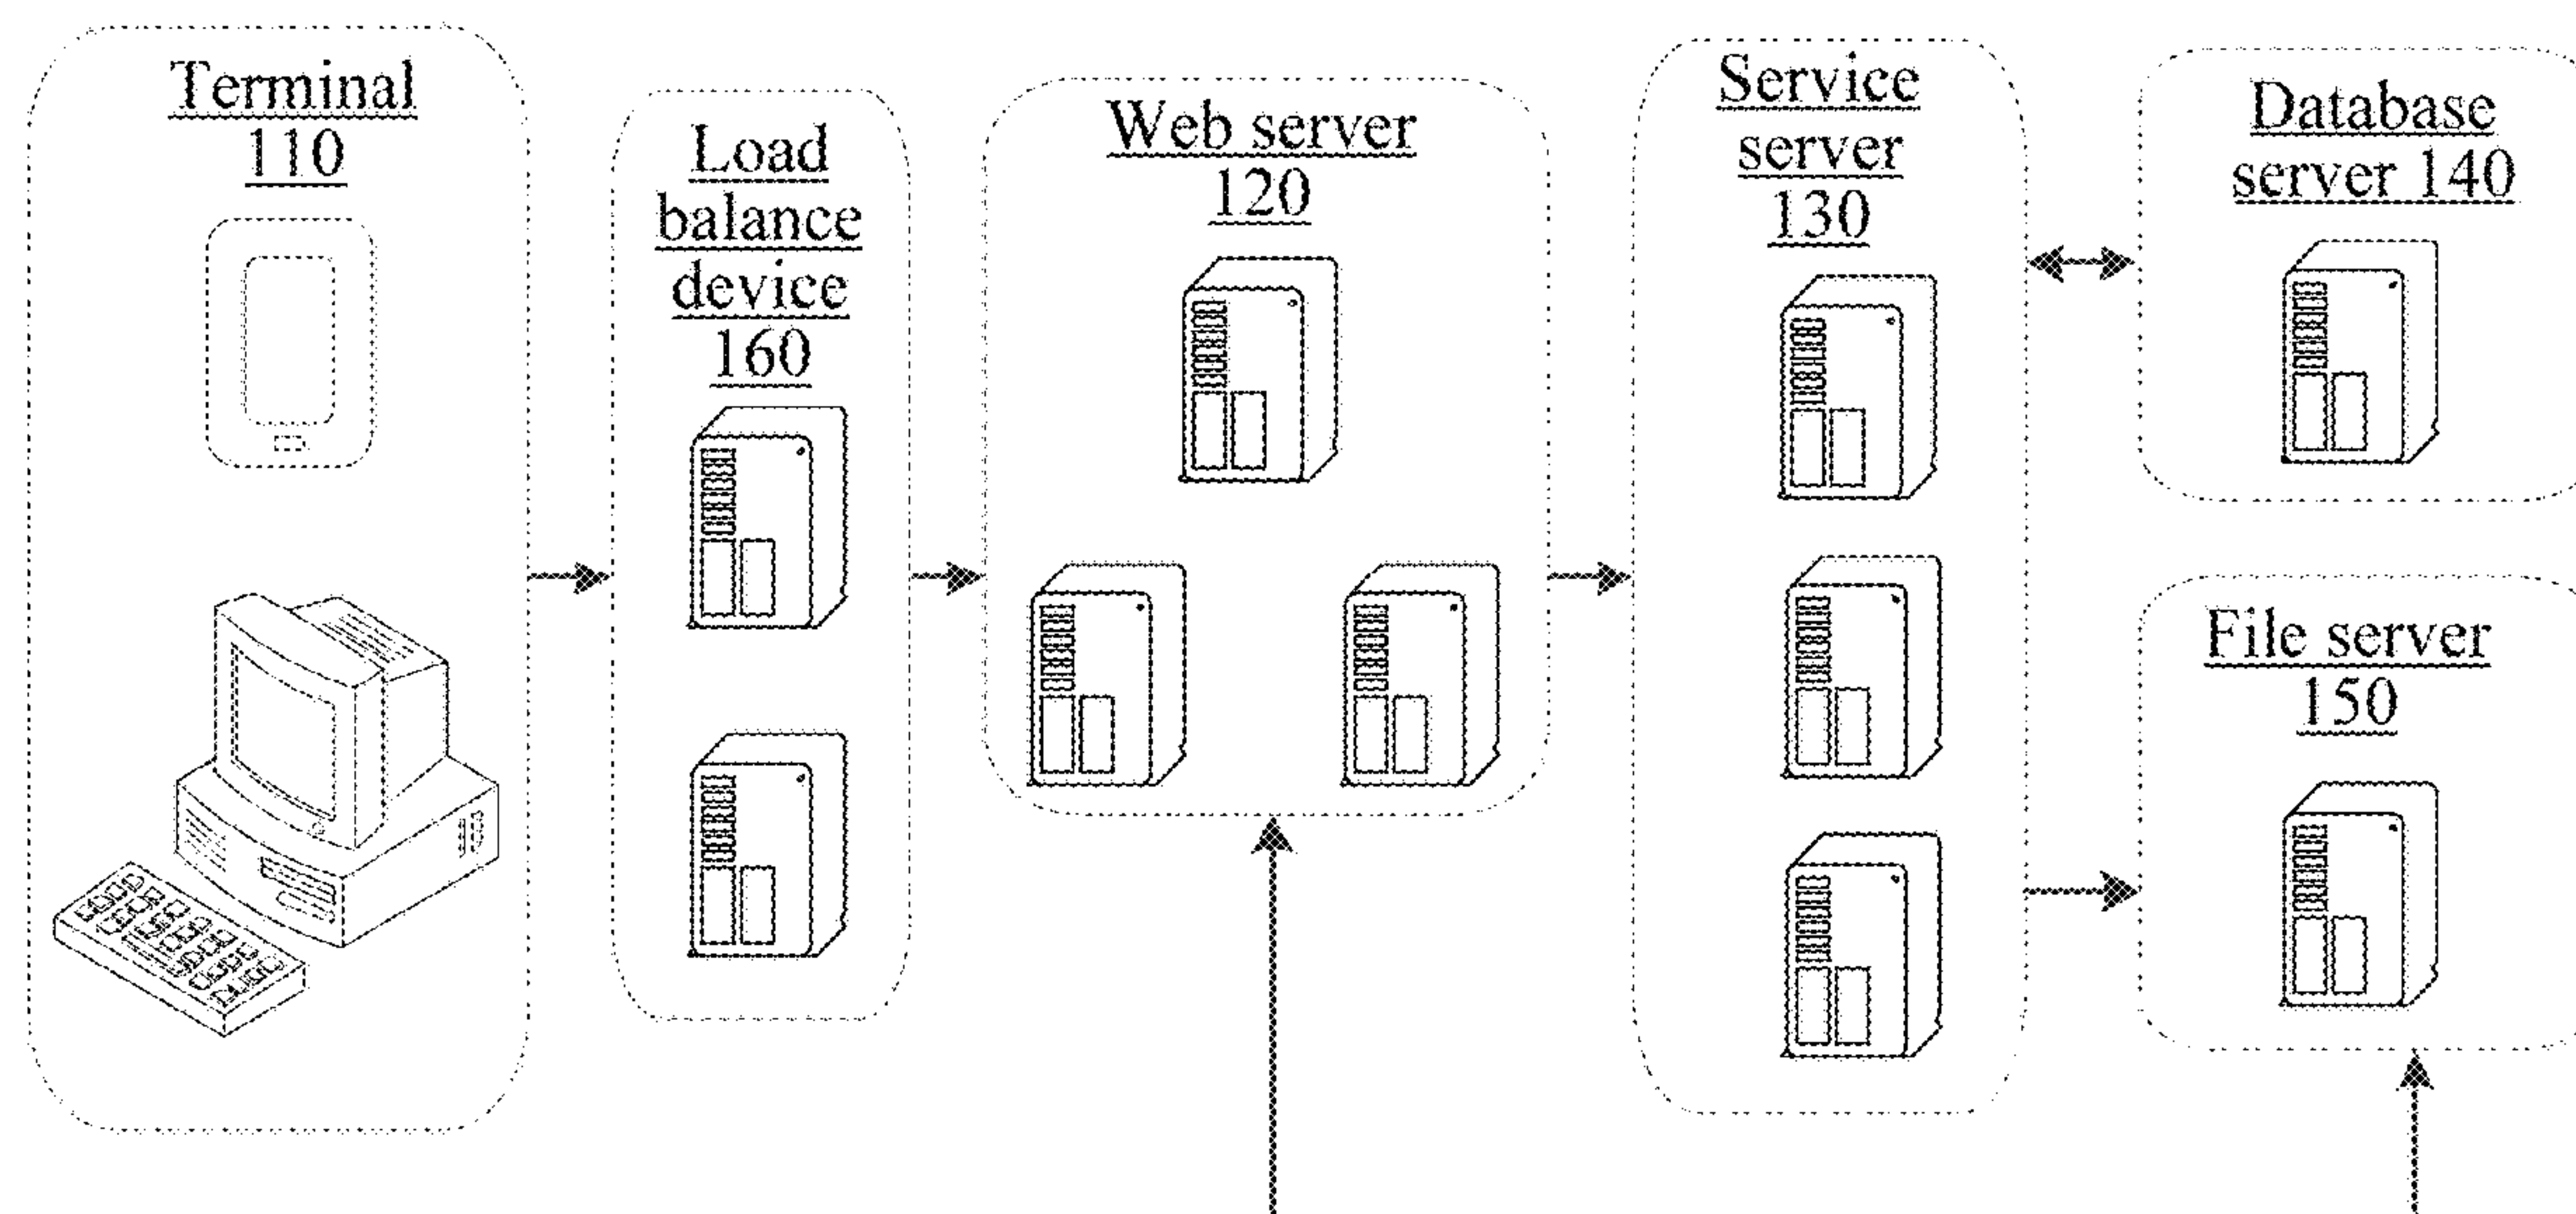 Terminal
110
Load
balance
device
160
Web server
120
Service
server
130
Database
server 140
File server
150